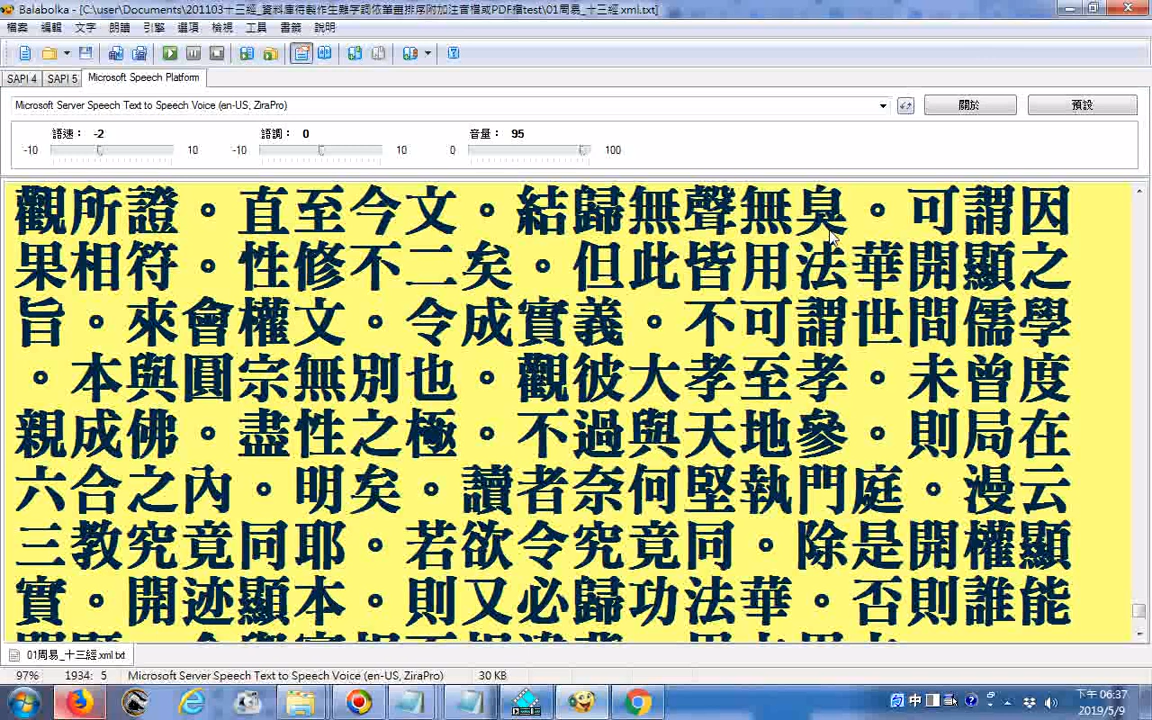 Balabolka - [C:\user\Documents\201103十三經_資料庫待製作生難字詞依筆畫排序附加注音檔或PDF檔test\01周易_十三經xml.txt]
檔案 編輯 文字 朗讀 引擎 選項 檢視 工具 書籤 說明
SAPI 4 SAPI 5 Microsoft Speech Platform
Microsoft Server Speech Text to Speech Voice (en-US, ZiraPro) 關於 預設
語速： -2 語調： 0 音量： 95
-10 10 -10 10 0 100
觀所證。直至今文。結歸無聲無臭。可謂因
果相符。性修不二矣。但此皆用法華開顯之
旨。來會權文。令成實義。不可謂世間儒學
。本與圓宗無別也。觀彼大孝至孝。未曾度
親成佛。盡性之極。不過與天地參。則局在
六合之內。明矣。讀者奈何堅執門庭。漫云
三教究竟同耶。若欲令究竟同。除是開權顯
實。開迹顯本。則又必歸功法華。否則誰能
01周易_十三經.xml.txt
97% 1934: 5 Microsoft Server Speech Text to Speech Voice (en-US, ZiraPro) 30 KB
中 下午 06:37
2019/5/9